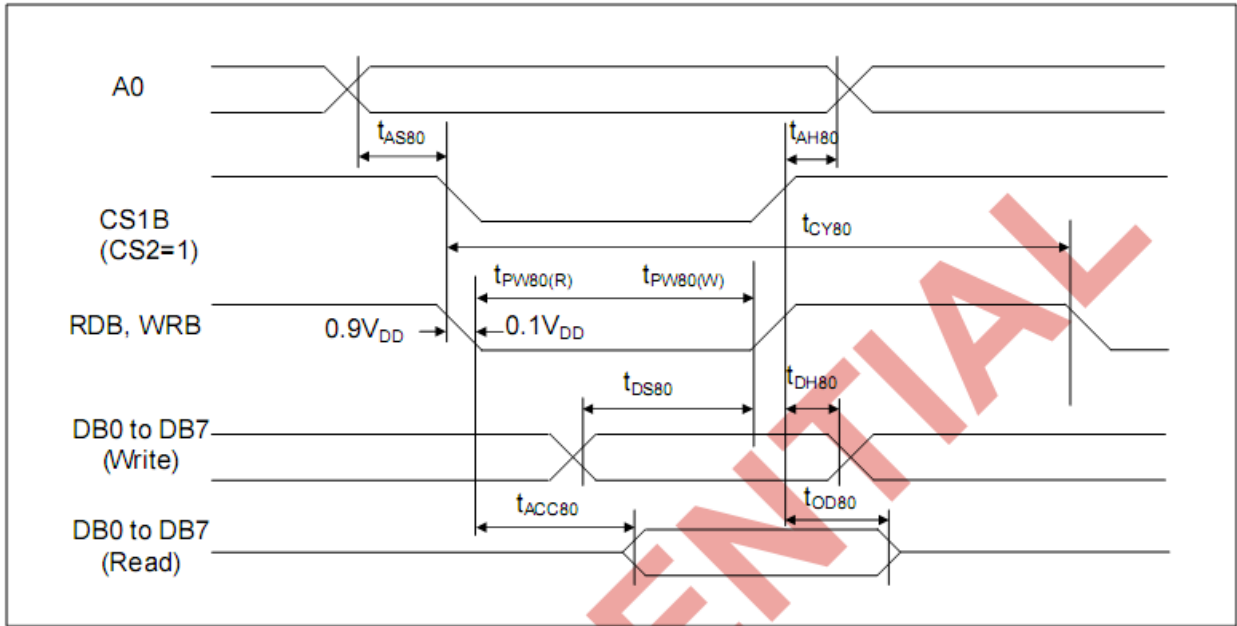 A0
tAS80
tAH80
CS1B
(CS2=1)
tCY80
tPW80(R)
tPW80(W)
RDB, WRB
0.9VDD
0.1VDD
tDS80
tDH80
DB0 to DB7
(Write)
tACC80
tOD80
DB0 to DB7
(Read)
ENTIAL